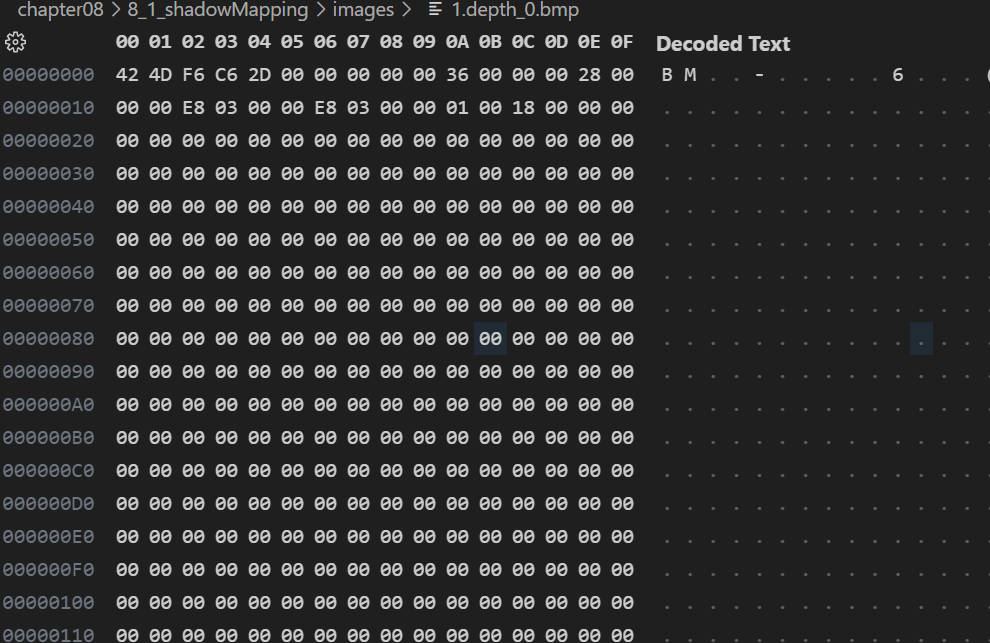 chapter08 > 8_1_shadowMapping > images > 1.depth_0.bmp
00 01 02 03 04 05 06 07 08 09 0A 0B 0C 0D 0E 0F Decoded Text
00000000 42 4D F6 C6 2D 00 00 00 00 00 36 00 00 00 28 00 B M . . - . . . . . 6 . . . (
00000010 00 00 E8 03 00 00 E8 03 00 00 01 00 18 00 00 00 . . . . . . . . . . . . . .
00000020 00 00 00 00 00 00 00 00 00 00 00 00 00 00 00 00 . . . . . . . . . . . . . .
00000030 00 00 00 00 00 00 00 00 00 00 00 00 00 00 00 00 . . . . . . . . . . . . . .
00000040 00 00 00 00 00 00 00 00 00 00 00 00 00 00 00 00 . . . . . . . . . . . . . .
00000050 00 00 00 00 00 00 00 00 00 00 00 00 00 00 00 00 . . . . . . . . . . . . . .
00000060 00 00 00 00 00 00 00 00 00 00 00 00 00 00 00 00 . . . . . . . . . . . . . .
00000070 00 00 00 00 00 00 00 00 00 00 00 00 00 00 00 00 . . . . . . . . . . . . . .
00000080 00 00 00 00 00 00 00 00 00 00 00 00 00 00 00 00 . . . . . . . . . . . . . .
00000090 00 00 00 00 00 00 00 00 00 00 00 00 00 00 00 00 . . . . . . . . . . . . . .
000000A0 00 00 00 00 00 00 00 00 00 00 00 00 00 00 00 00 . . . . . . . . . . . . . .
000000B0 00 00 00 00 00 00 00 00 00 00 00 00 00 00 00 00 . . . . . . . . . . . . . .
000000C0 00 00 00 00 00 00 00 00 00 00 00 00 00 00 00 00 . . . . . . . . . . . . . .
000000D0 00 00 00 00 00 00 00 00 00 00 00 00 00 00 00 00 . . . . . . . . . . . . . .
000000E0 00 00 00 00 00 00 00 00 00 00 00 00 00 00 00 00 . . . . . . . . . . . . . .
000000F0 00 00 00 00 00 00 00 00 00 00 00 00 00 00 00 00 . . . . . . . . . . . . . .
00000100 00 00 00 00 00 00 00 00 00 00 00 00 00 00 00 00 . . . . . . . . . . . . . .
00000110 00 00 00 00 00 00 00 00 00 00 00 00 00 00 00 00 . . . . . . . . . . . . . .